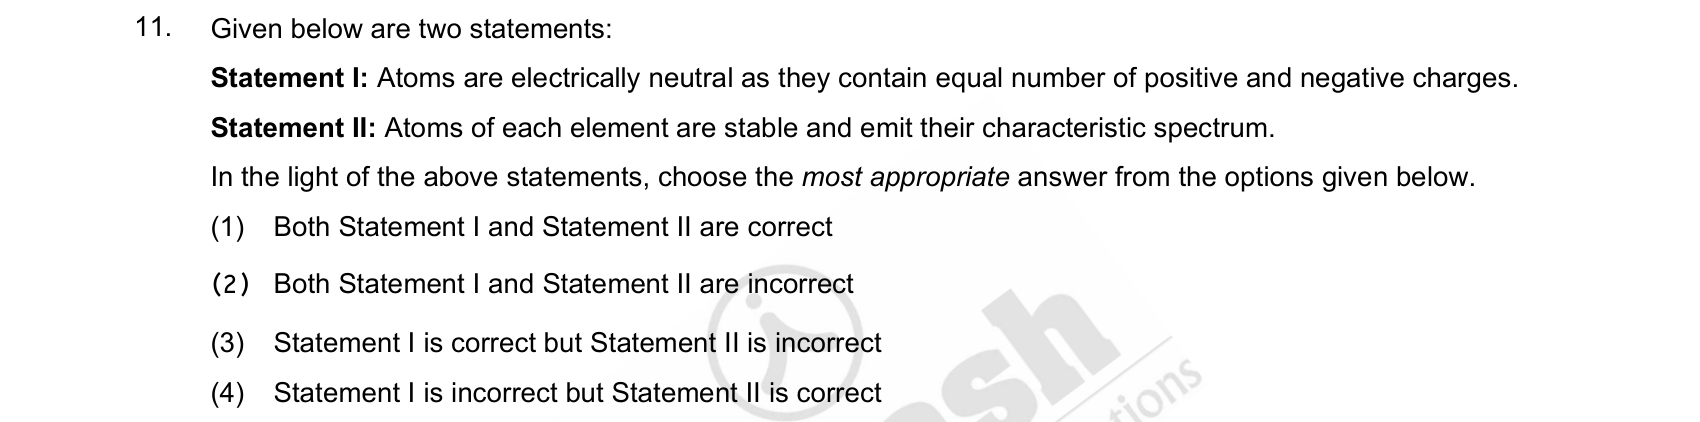 11. Given below are two statements:
Statement I: Atoms are electrically neutral as they contain equal number of positive and negative charges.
Statement II: Atoms of each element are stable and emit their characteristic spectrum.
In the light of the above statements, choose the most appropriate answer from the options given below.
(1) Both Statement I and Statement II are correct
(2) Both Statement I and Statement II are incorrect
(3) Statement I is correct but Statement II is incorrect
(4) Statement I is incorrect but Statement II is correct